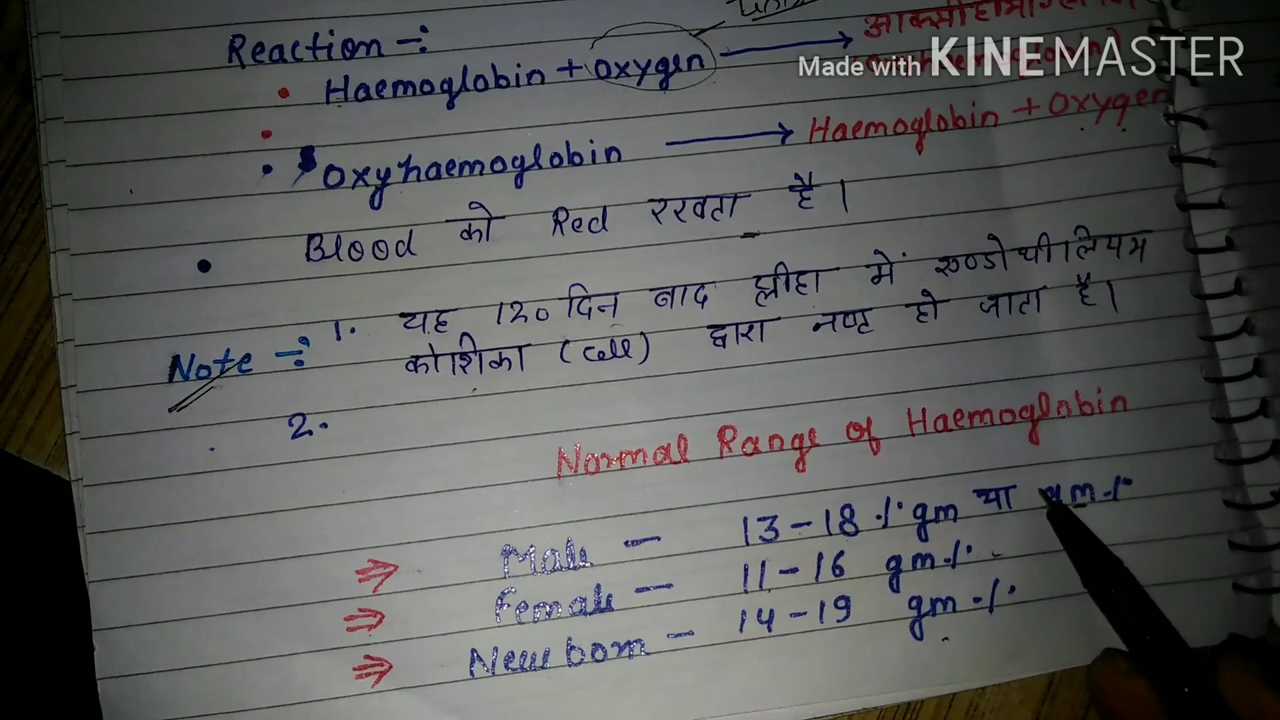 Reaction -:
Made with KINEMASTER
Haemoglobin + oxygen →
oxyhaemoglobin → Haemoglobin + Oxygen
Blood को Red रखता है।
Note -: 1. यह 120 दिन बाद प्लीहा में एण्डोथीलियम
कोशिका (cell) द्वारा नष्ट हो जाता है।
2.
Normal Range of Haemoglobin
⇒ Male - 13-18 % gm या gm %
⇒ Female - 11-16 gm %
⇒ New born - 14-19 gm %